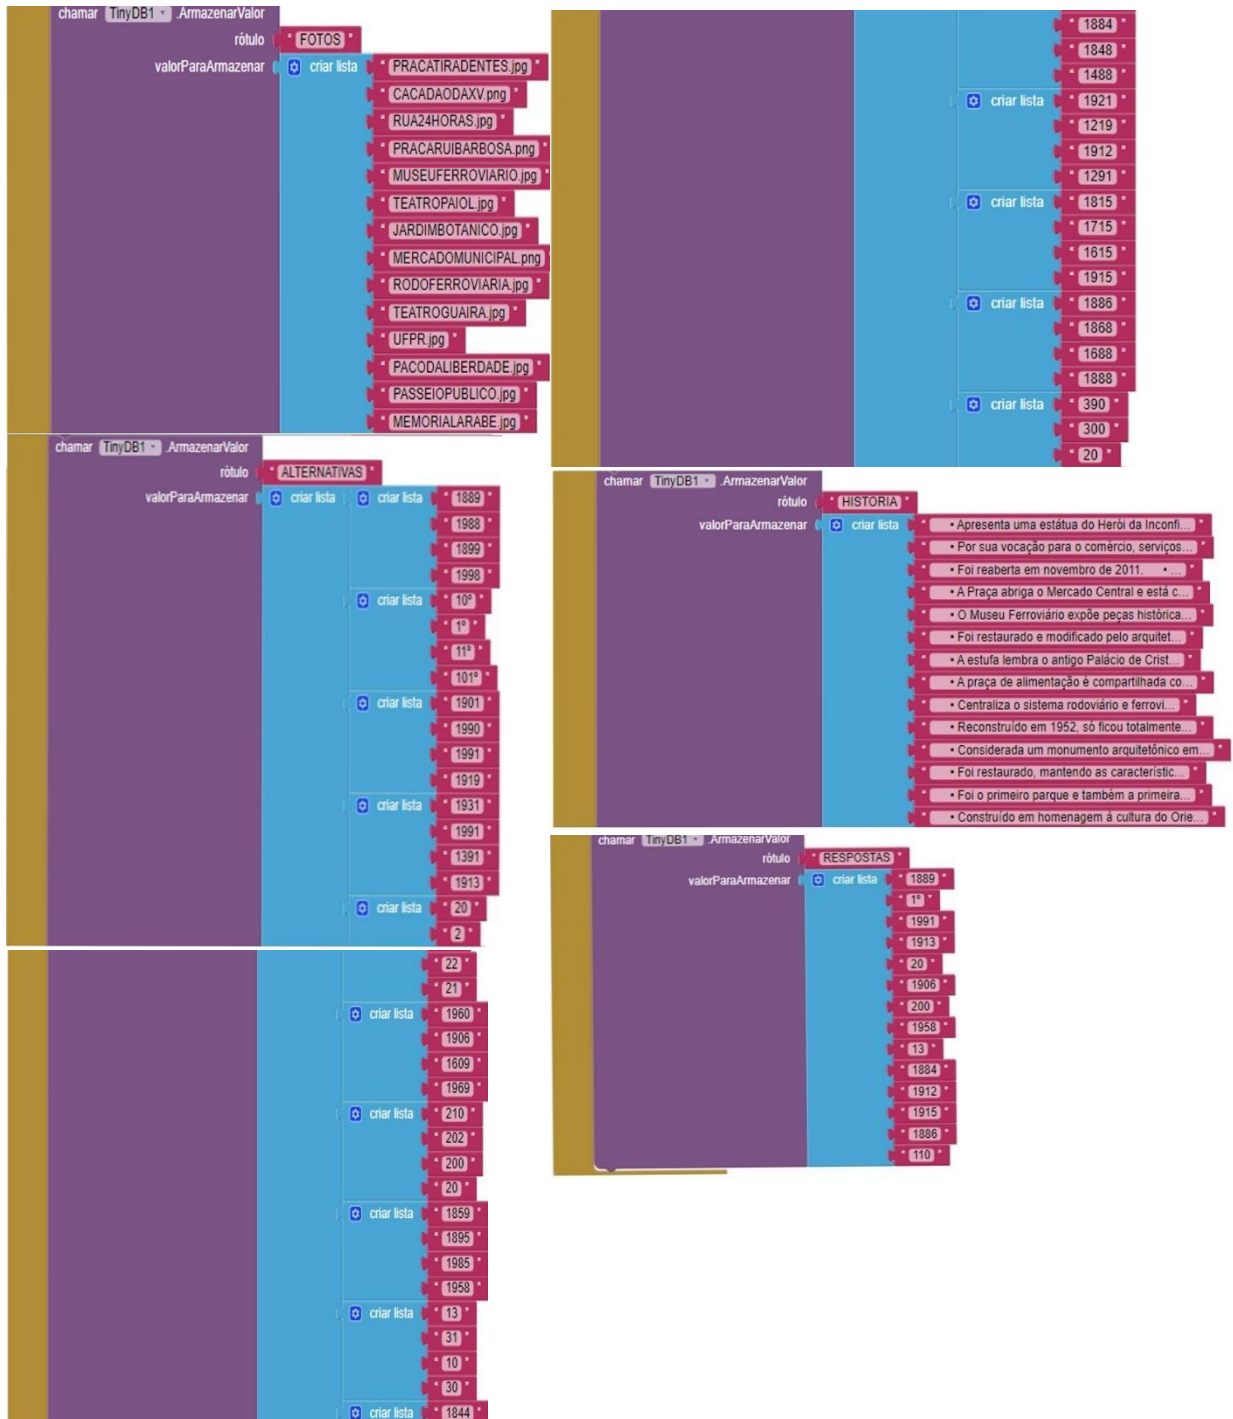 chamar TinyDB1 .ArmazenarValor
rótulo " FOTOS "
valorParaArmazenar criar lista " PRACATIRADENTES.jpg "
" CACADAODAXV.png "
" RUA24HORAS.jpg "
" PRACARUIBARBOSA.png "
" MUSEUFERROVIARIO.jpg "
" TEATROPAIOL.jpg "
" JARDIMBOTANICO.jpg "
" MERCADOMUNICIPAL.png
" RODOFERROVIARIA.jpg "
" TEATROGUAIRA.jpg "
" UFPR.jpg "
" PACODALIBERDADE.jpg "
" PASSEIOPUBLICO.jpg "
" MEMORIALARABE.jpg "
chamar TinyDB1 .ArmazenarValor
rótulo " ALTERNATIVAS "
valorParaArmazenar criar lista criar lista " 1889 "
" 1988 "
" 1899 "
" 1998 "
criar lista " 10º "
" 1º "
" 11º "
" 101º "
criar lista " 1901 "
" 1990 "
" 1991 "
" 1919 "
criar lista " 1931 "
" 1991 "
" 1391 "
" 1913 "
criar lista " 20 "
" 2 "
" 22 "
" 21 "
criar lista " 1960 "
" 1906 "
" 1609 "
" 1969 "
criar lista " 210 "
" 202 "
" 200 "
" 20 "
criar lista " 1859 "
" 1895 "
" 1985 "
" 1958 "
criar lista " 13 "
" 31 "
" 10 "
" 30 "
criar lista " 1844 "
" 1884 "
" 1848 "
" 1488 "
criar lista " 1921 "
" 1219 "
" 1912 "
" 1291 "
criar lista " 1815 "
" 1715 "
" 1615 "
" 1915 "
criar lista " 1886 "
" 1868 "
" 1688 "
" 1888 "
criar lista " 390 "
" 300 "
" 20 "
chamar TinyDB1 .ArmazenarValor
rótulo " HISTORIA "
valorParaArmazenar criar lista " • Apresenta uma estátua do Herói da Inconfi... "
" • Por sua vocação para o comércio, serviços... "
" • Foi reaberta em novembro de 2011. • ... "
" • A Praça abriga o Mercado Central e está c... "
" • O Museu Ferroviário expõe peças histórica... "
" • Foi restaurado e modificado pelo arquitet... "
" • A estufa lembra o antigo Palácio de Crist... "
" • A praça de alimentação é compartilhada co... "
" • Centraliza o sistema rodoviário e ferrovi... "
" • Reconstruído em 1952, só ficou totalmente... "
" • Considerada um monumento arquitetônico em... "
" • Foi restaurado, mantendo as característic... "
" • Foi o primeiro parque e também a primeira... "
" • Construído em homenagem à cultura do Orie... "
chamar TinyDB1 .ArmazenarValor
rótulo " RESPOSTAS "
valorParaArmazenar criar lista " 1889 "
" 1º "
" 1991 "
" 1913 "
" 20 "
" 1906 "
" 200 "
" 1958 "
" 13 "
" 1884 "
" 1912 "
" 1915 "
" 1886 "
" 110 "